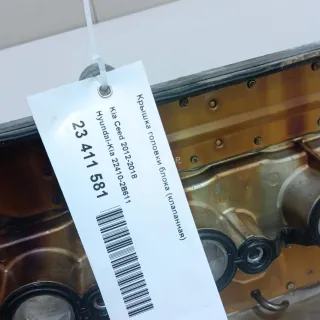 Крышка головки блока (клапанная)
Kia Ceed 2012-2018
Hyundai-Kia 22410-2B611
23 411 581